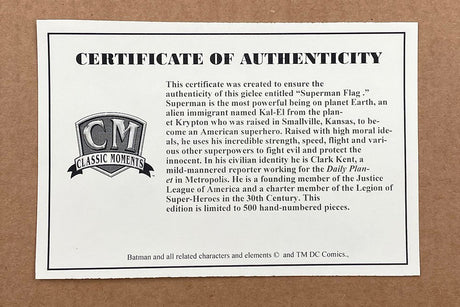 CERTIFICATE OF AUTHENTICITY
This certificate was created to ensure the
authenticity of this giclee entitled “Superman Flag .”
Superman is the most powerful being on planet Earth, an
alien immigrant named Kal-El from the plan-
et Krypton who was raised in Smallville, Kansas, to be-
come an American superhero. Raised with high moral ide-
als, he uses his incredible strength, speed, flight and vari-
ous other superpowers to fight evil and protect the
innocent. In his civilian identity he is Clark Kent, a
mild-mannered reporter working for the Daily Plan-
et in Metropolis. He is a founding member of the Justice
League of America and a charter member of the Legion of
Super-Heroes in the 30th Century. This
edition is limited to 500 hand-numbered pieces.
CM
CLASSIC MOMENTS
Batman and all related characters and elements © and TM DC Comics.,